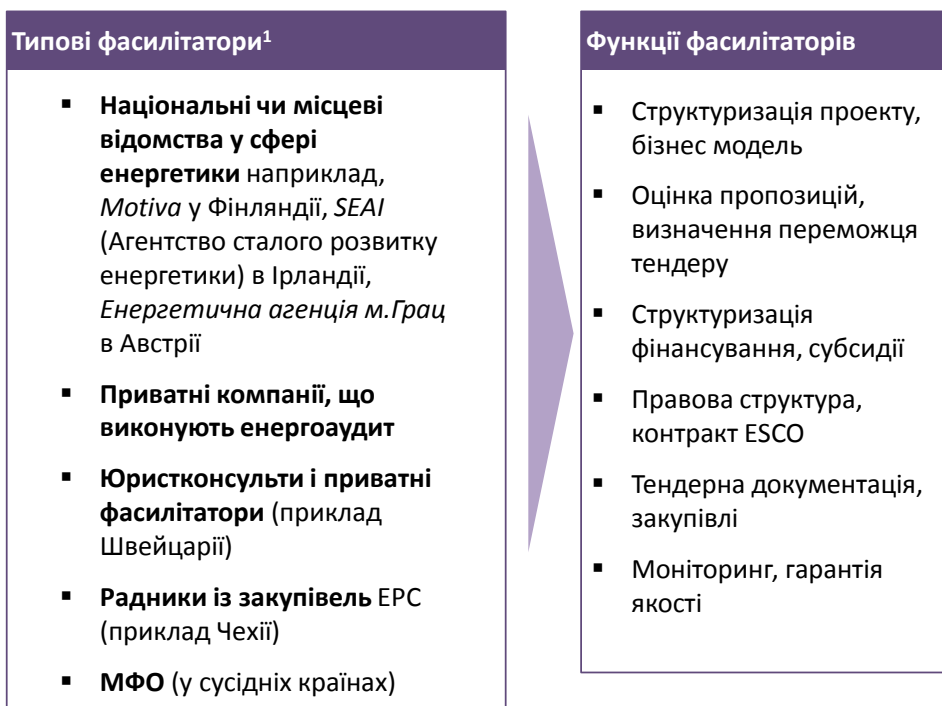 Типові фасилітатори¹
▪ Національні чи місцеві
відомства у сфері
енергетики наприклад,
Motiva у Фінляндії, SEAI
(Агентство сталого розвитку
енергетики) в Ірландії,
Енергетична агенція м.Грац
в Австрії
▪ Приватні компанії, що
виконують енергоаудит
▪ Юристконсульти і приватні
фасилітатори (приклад
Швейцарії)
▪ Радники із закупівель EPC
(приклад Чехії)
▪ МФО (у сусідніх країнах)
Функції фасилітаторів
▪ Структуризація проекту,
бізнес модель
▪ Оцінка пропозицій,
визначення переможця
тендеру
▪ Структуризація
фінансування, субсидії
▪ Правова структура,
контракт ESCO
▪ Тендерна документація,
закупівлі
▪ Моніторинг, гарантія
якості